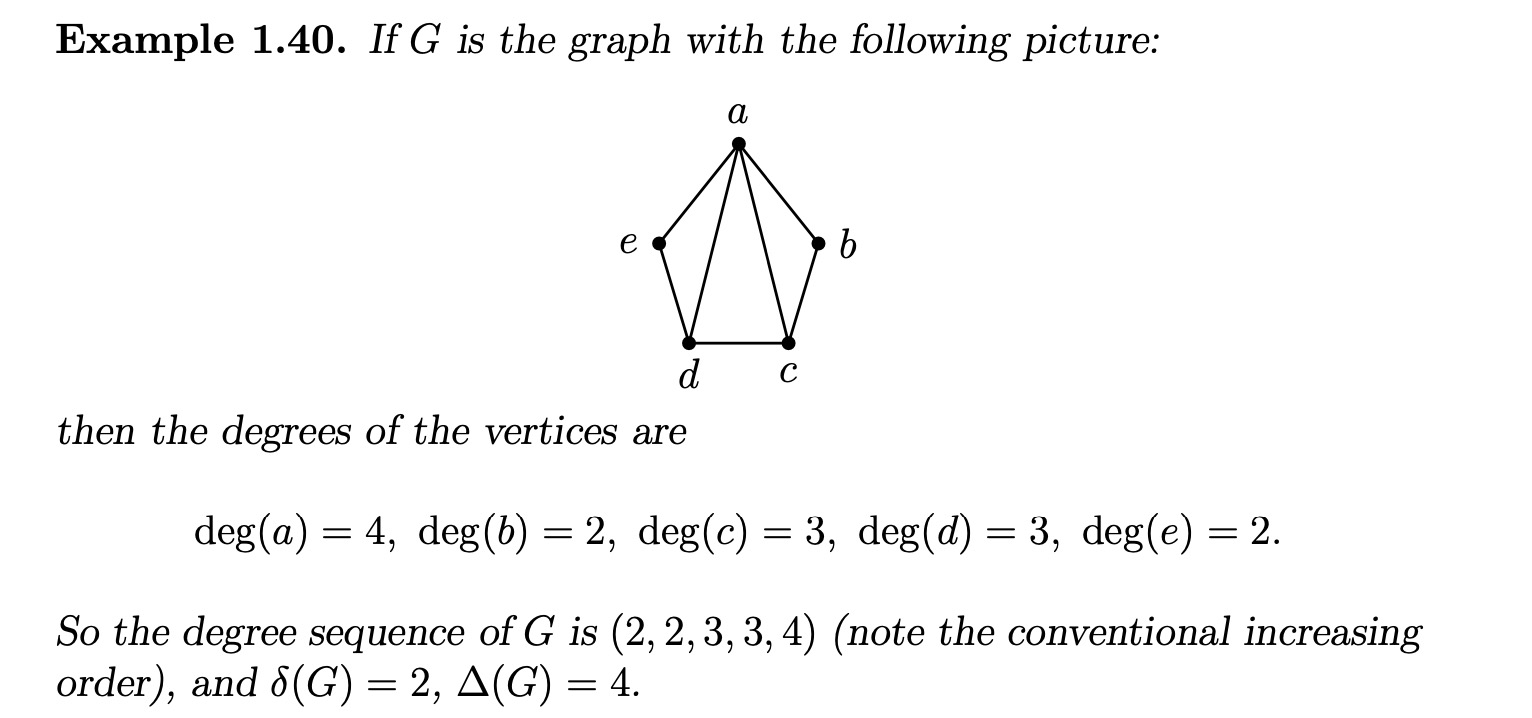 Example 1.40. If G is the graph with the following picture:
a
e
b
d
c
then the degrees of the vertices are
deg(a) = 4, deg(b) = 2, deg(c) = 3, deg(d) = 3, deg(e) = 2.
So the degree sequence of G is (2, 2, 3, 3, 4) (note the conventional increasing
order), and δ(G) = 2, Δ(G) = 4.